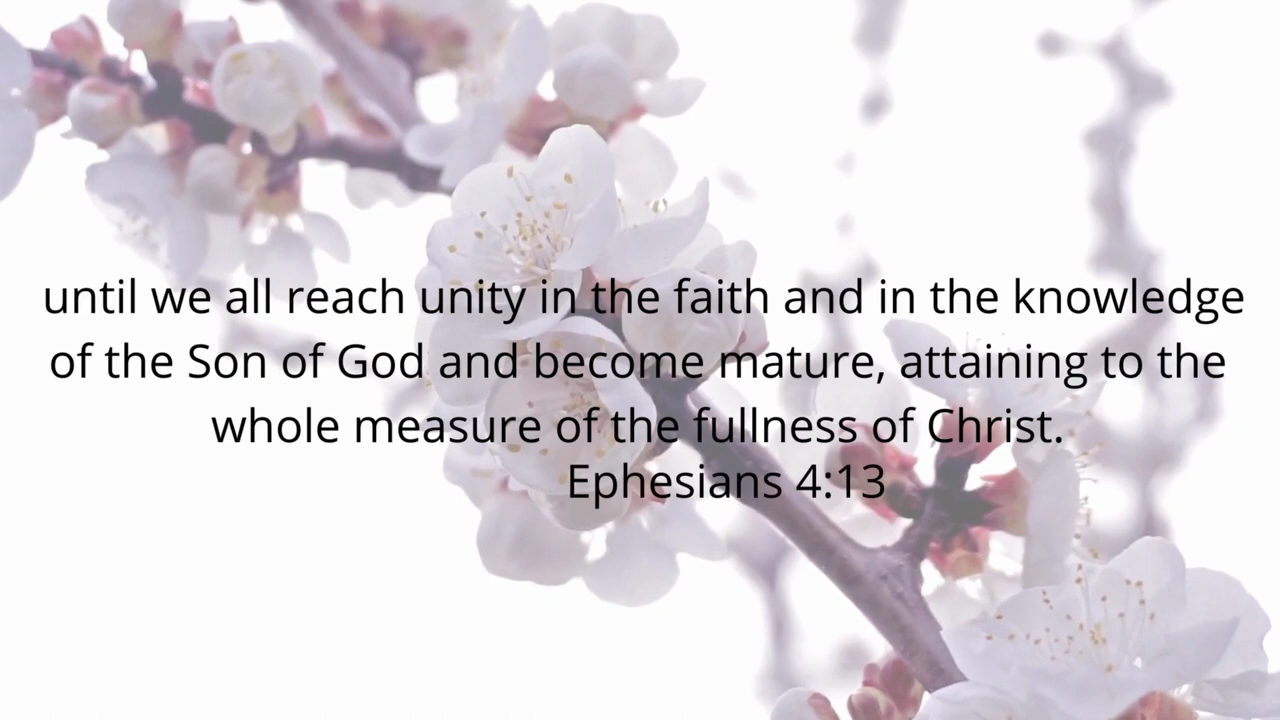 until we all reach unity in the faith and in the knowledge
of the Son of God and become mature, attaining to the
whole measure of the fullness of Christ.
Ephesians 4:13